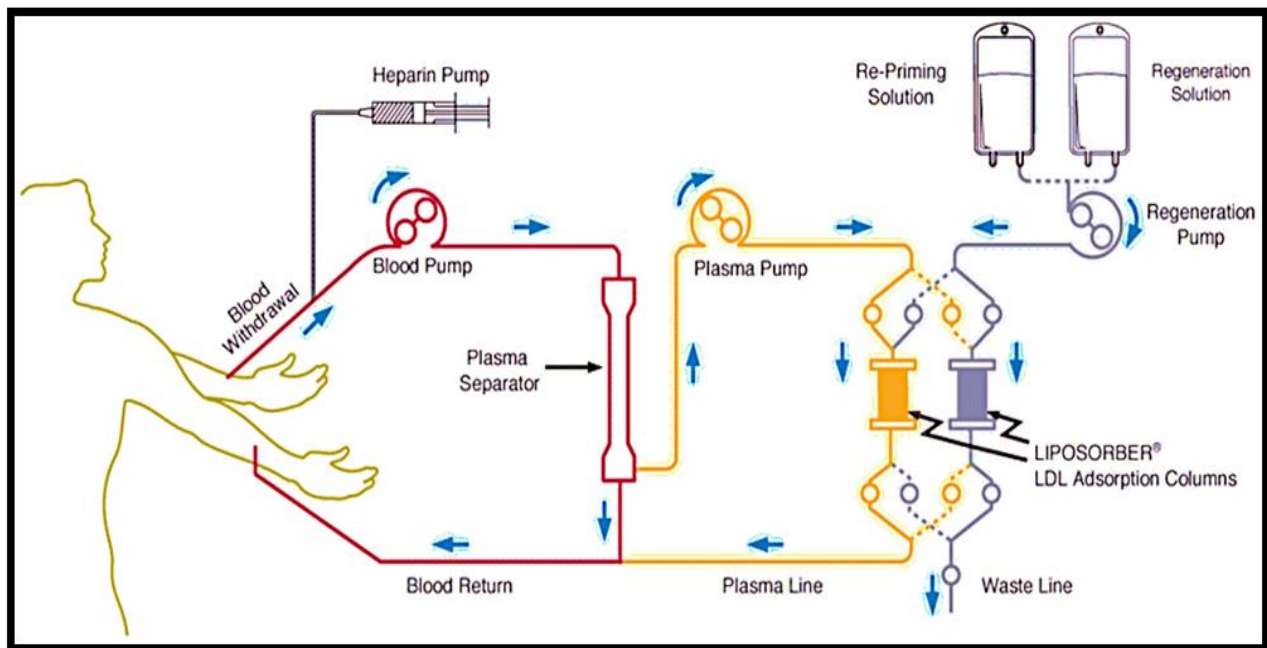 Heparin Pump
Re-Priming
Solution
Regeneration
Solution
Regeneration
Pump
Blood Pump
Plasma Pump
Blood
Withdrawal
Plasma
Separator
LIPOSORBER®
LDL Adsorption Columns
Blood Return
Plasma Line
Waste Line